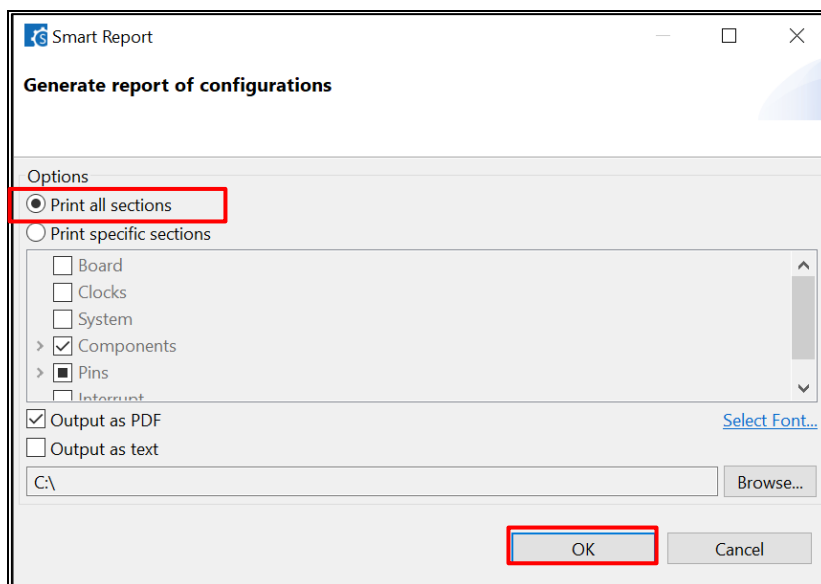 Smart Report
Generate report of configurations
Options
Print all sections
Print specific sections
Board
Clocks
System
Components
Pins
Interrupt
Output as PDF
Select Font...
Output as text
C:\
Browse...
OK
Cancel